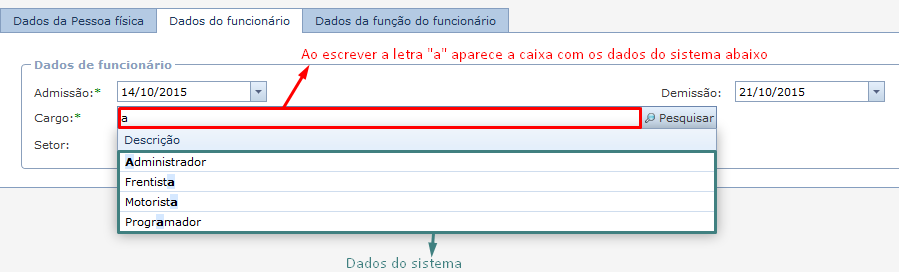 Dados da Pessoa física Dados do funcionário Dados da função do funcionário
Ao escrever a letra "a" aparece a caixa com os dados do sistema abaixo
Dados de funcionário
Admissão:* 14/10/2015 Demissão: 21/10/2015
Cargo:* a Pesquisar
Setor: Descrição
Administrador
Frentista
Motorista
Programador
Dados do sistema